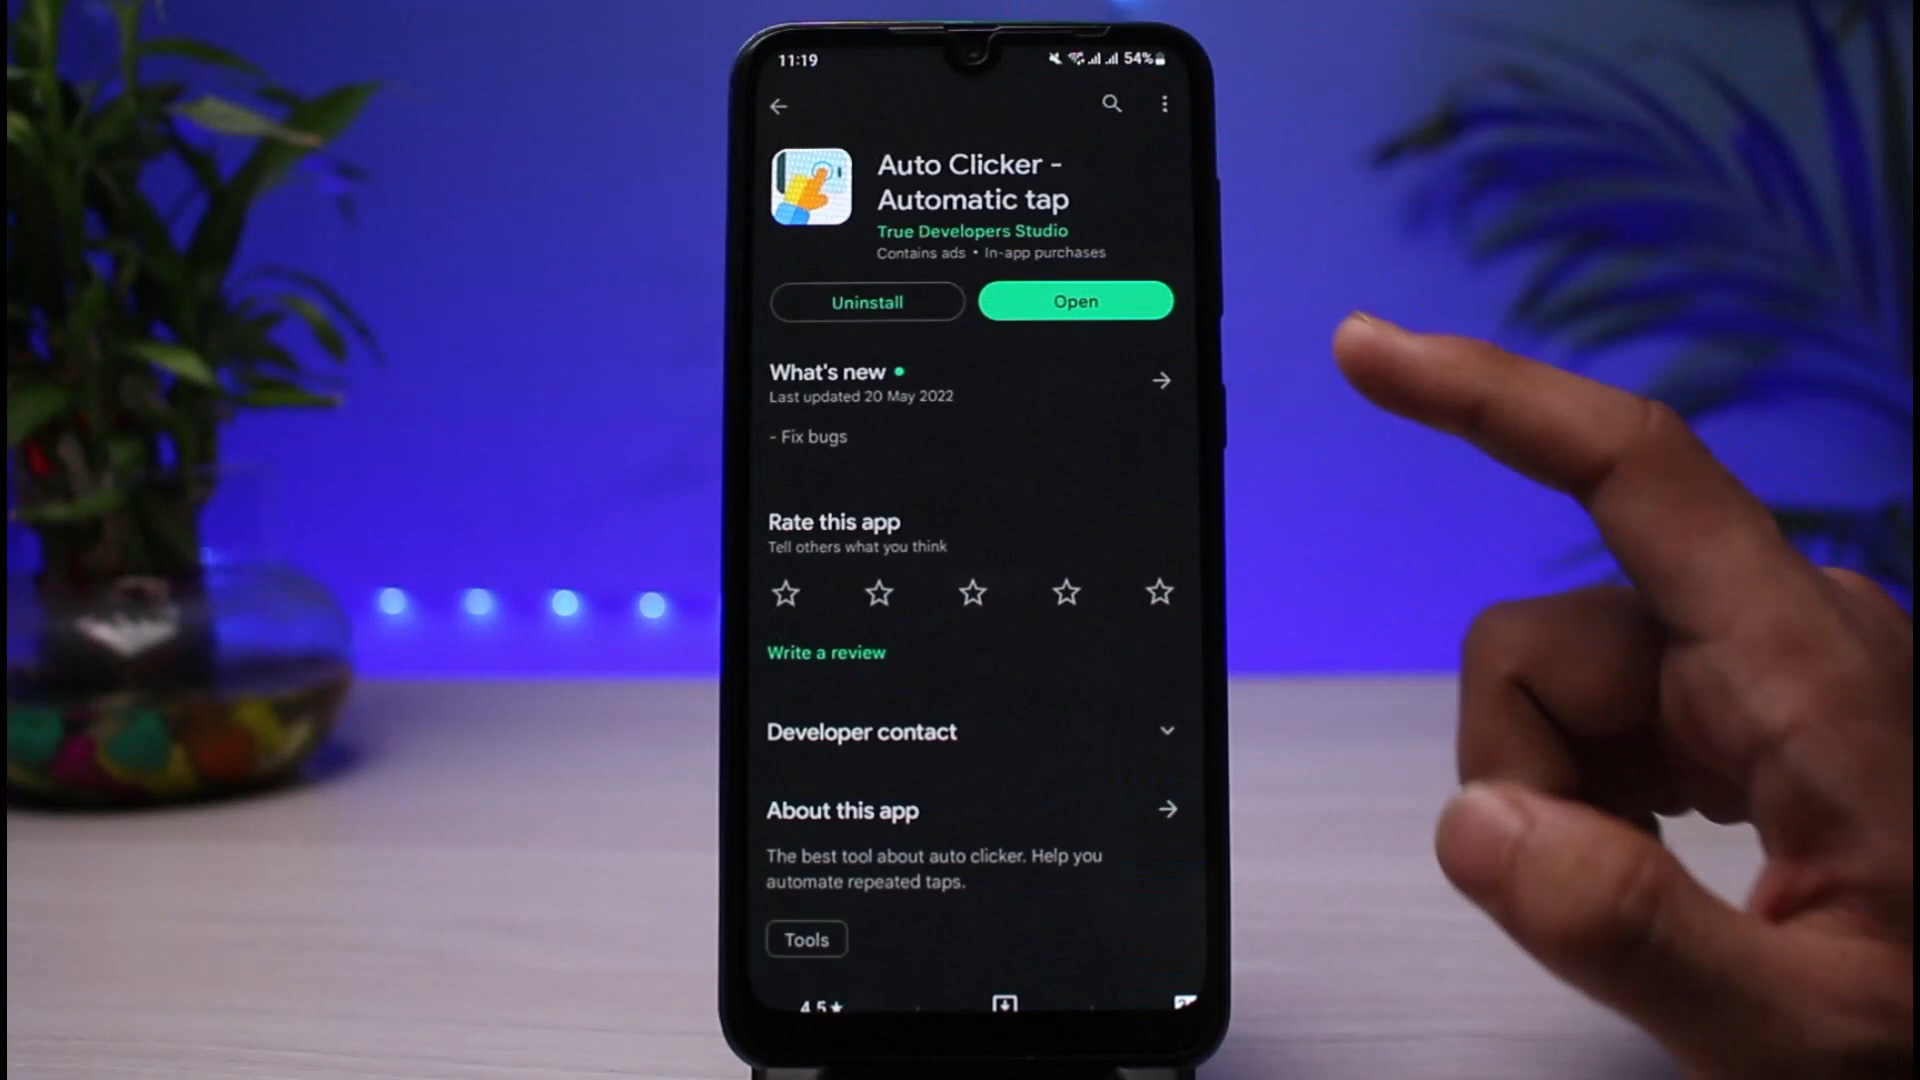 11:19
54%
Auto Clicker -
Automatic tap
True Developers Studio
Contains ads • In-app purchases
Uninstall
Open
What's new
Last updated 20 May 2022
- Fix bugs
Rate this app
Tell others what you think
Write a review
Developer contact
About this app
The best tool about auto clicker. Help you
automate repeated taps.
Tools
4.5★